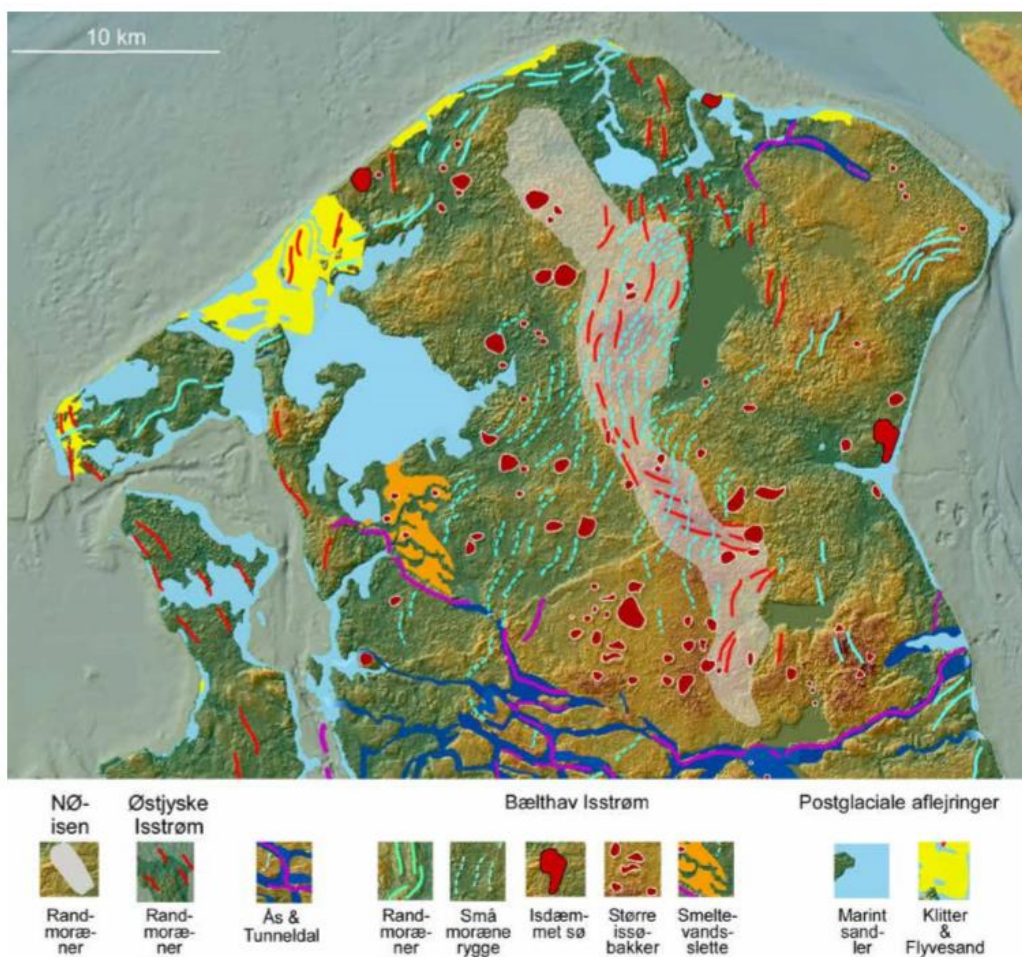 10 km
NØ-
isen
Østjyske
Isstrøm
Bælthav Isstrøm
Postglaciale aflejringer
Rand-
moræ-
ner
Rand-
moræ-
ner
Ås &
Tunneldal
Rand-
moræ-
ner
Små
moræne
rygge
Isdæm-
met sø
Større
issø-
bakker
Smelte-
vands-
slette
Marint
sand-
ler
Klitter
&
Flyvesand